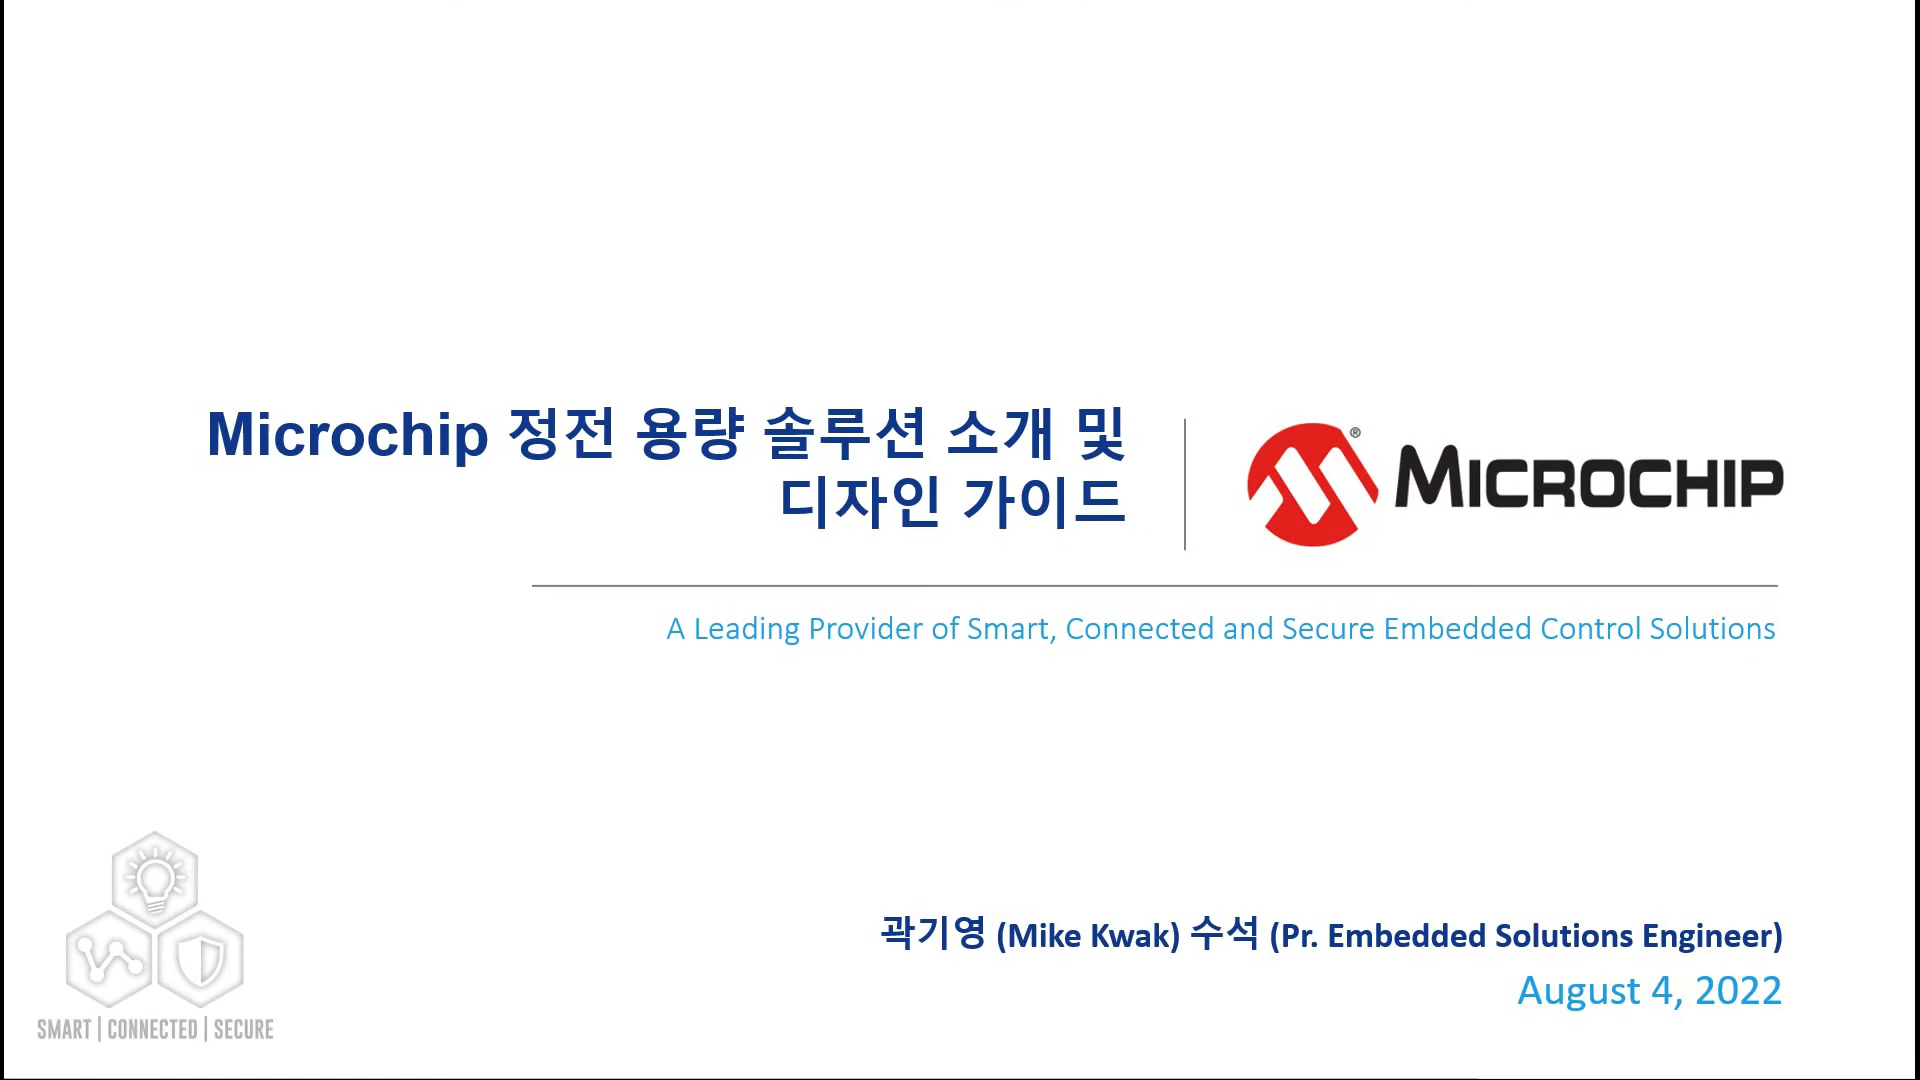 Microchip 정전 용량 솔루션 소개 및
디자인 가이드
MICROCHIP®
A Leading Provider of Smart, Connected and Secure Embedded Control Solutions
곽기영 (Mike Kwak) 수석 (Pr. Embedded Solutions Engineer)
August 4, 2022
SMART | CONNECTED | SECURE